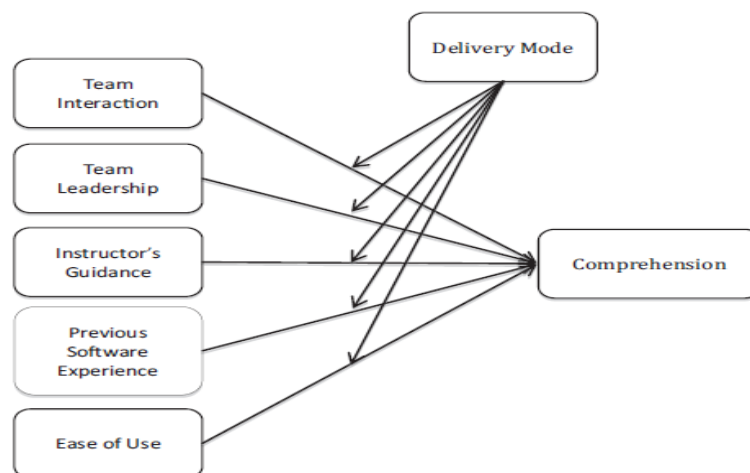 Delivery Mode
Team
Interaction
Team
Leadership
Instructor's
Guidance
Comprehension
Previous
Software
Experience
Ease of Use